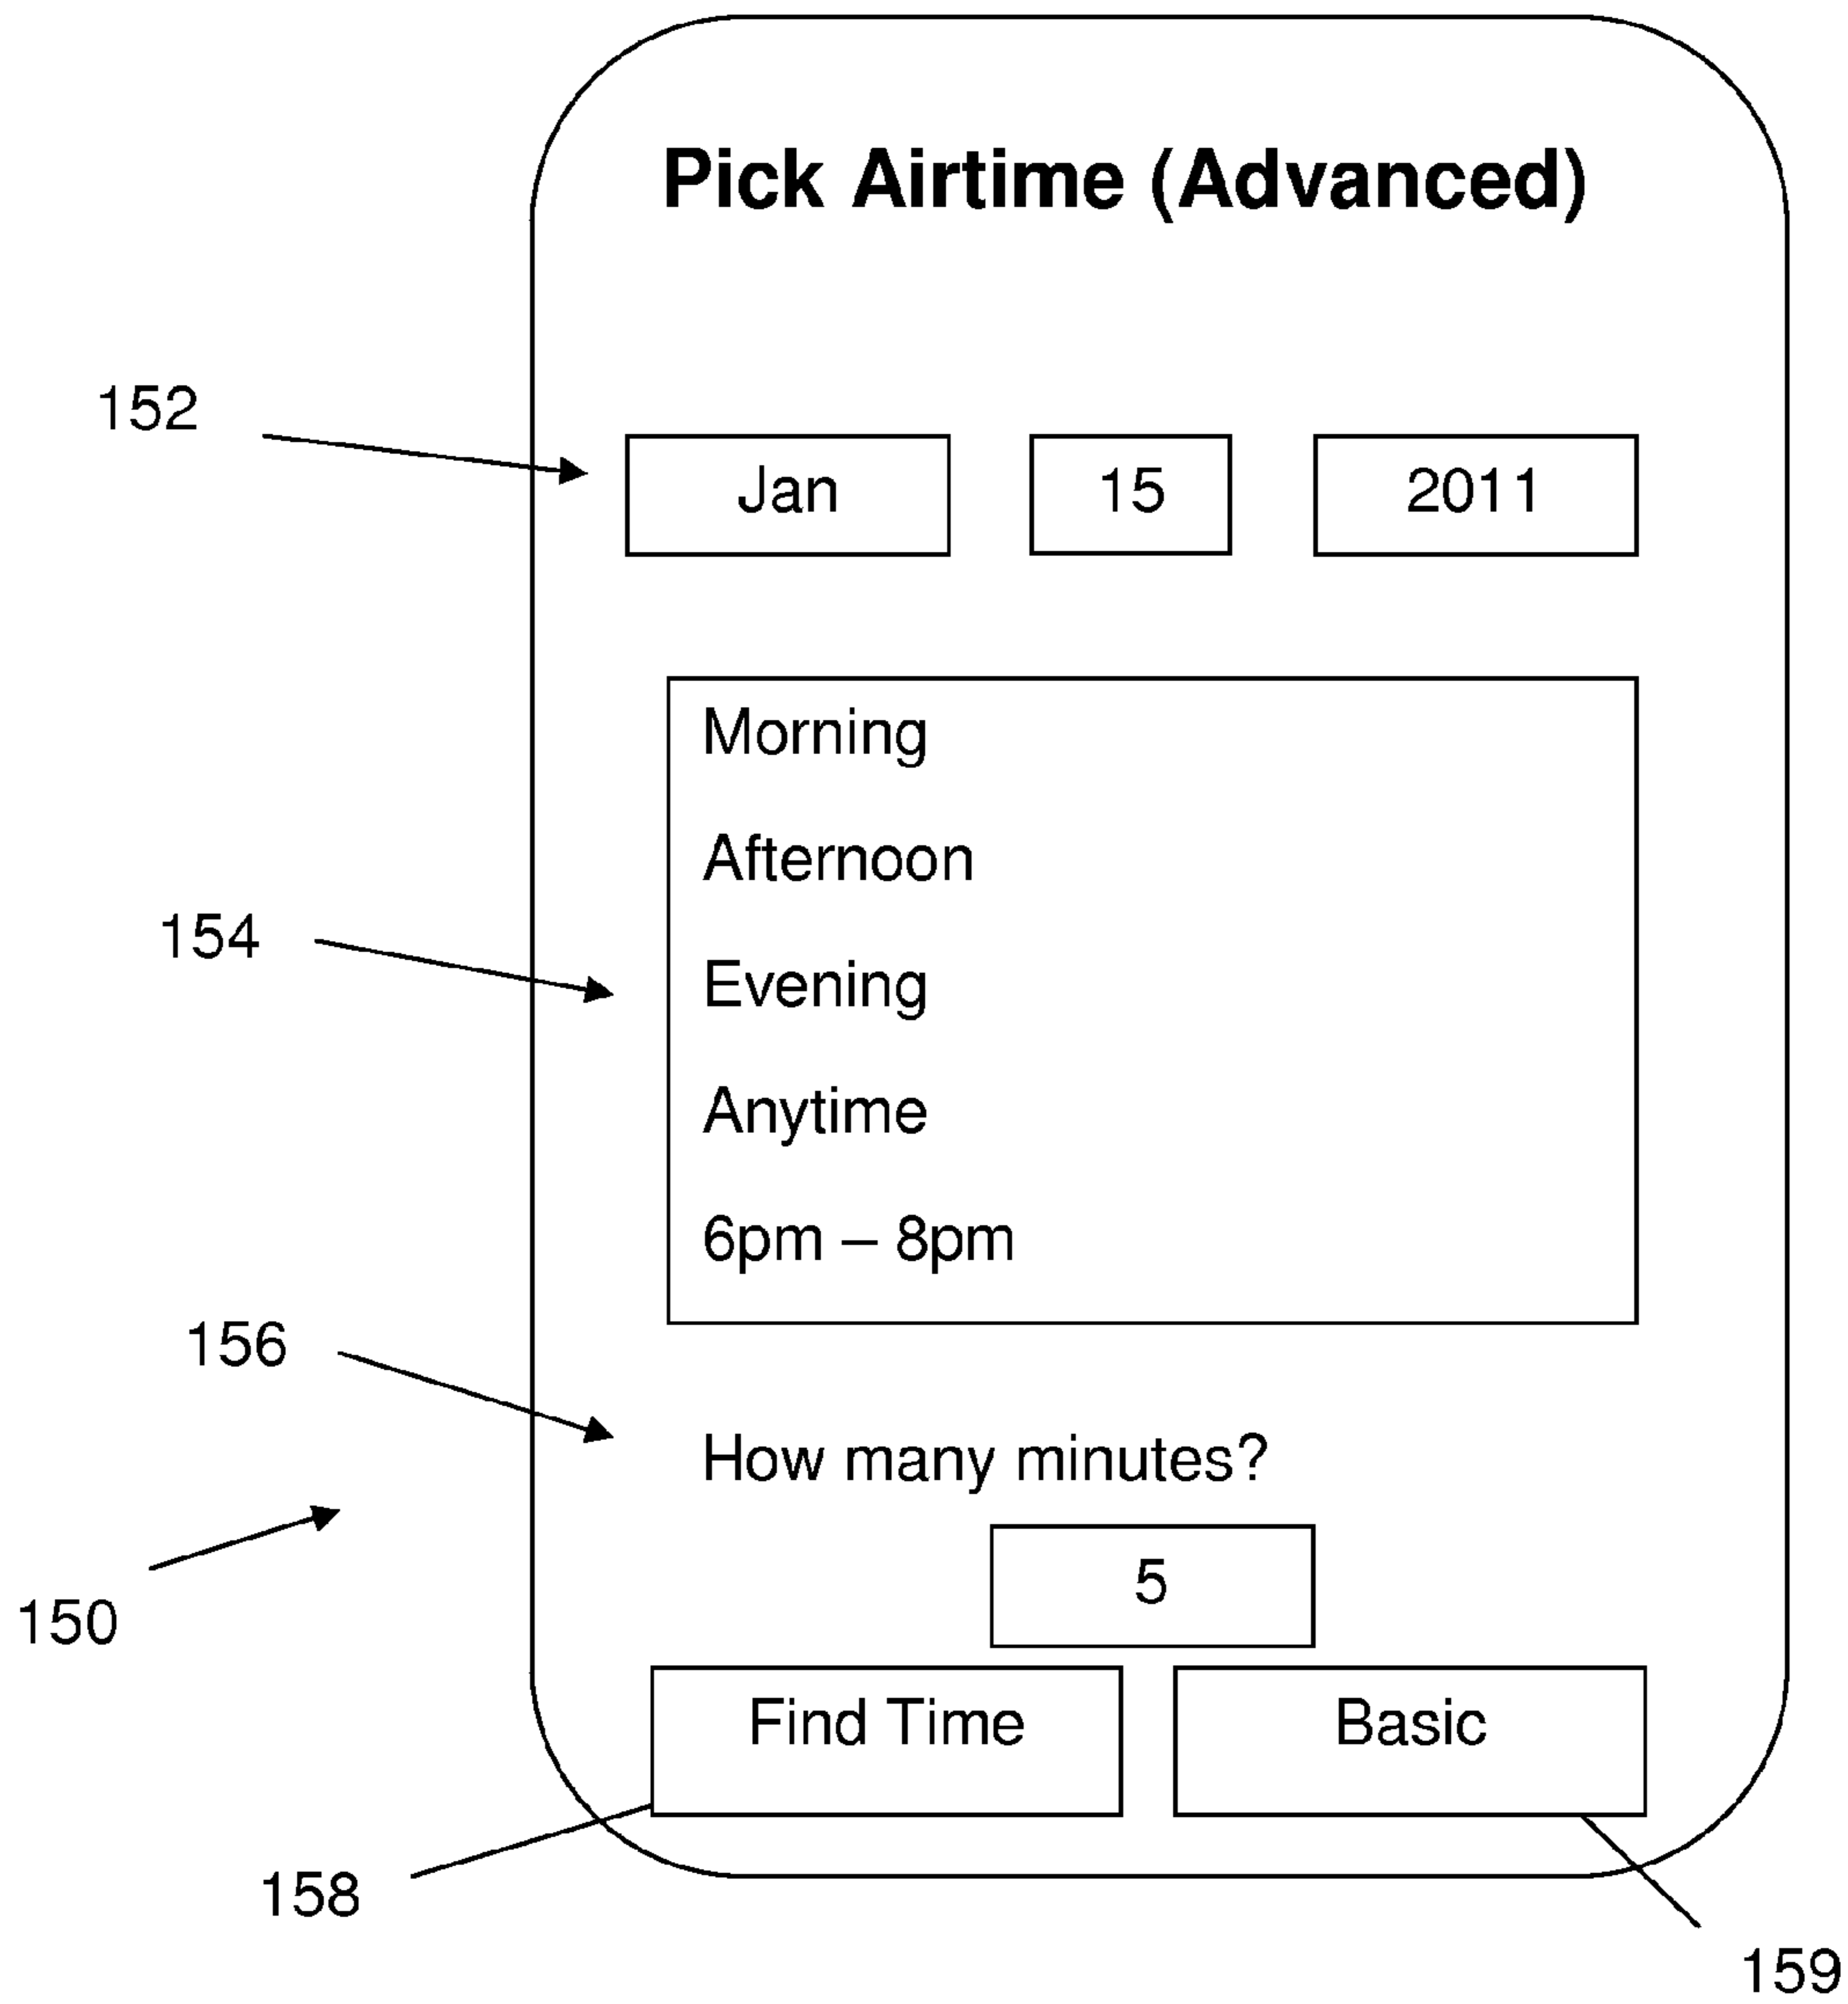 Pick Airtime (Advanced)
152
Jan 15 2011
Morning
Afternoon
154
Evening
Anytime
6pm – 8pm
156
How many minutes?
150
5
Find Time Basic
158
159